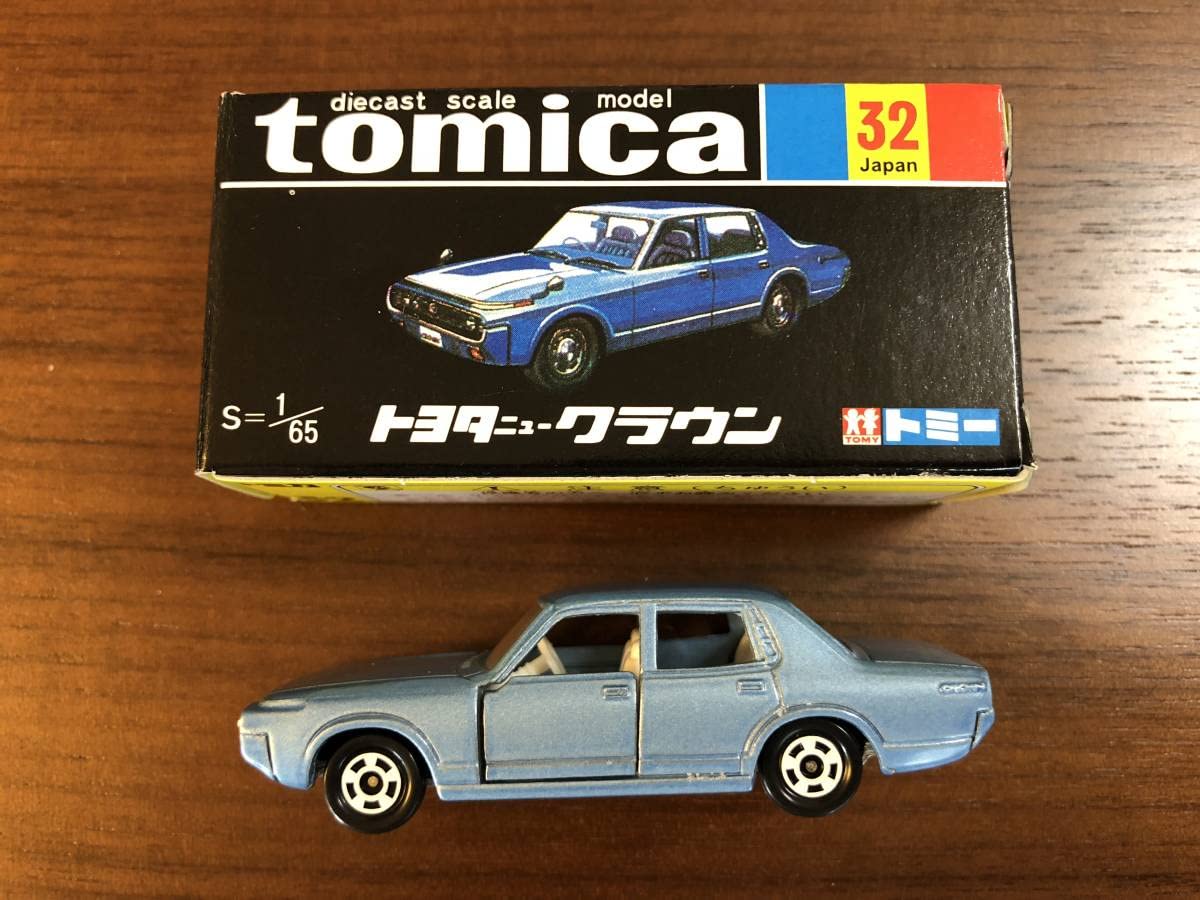 diecast scale model
tomica
32
Japan
S=1/65
トヨタニュークラウン
TOMY
トミー